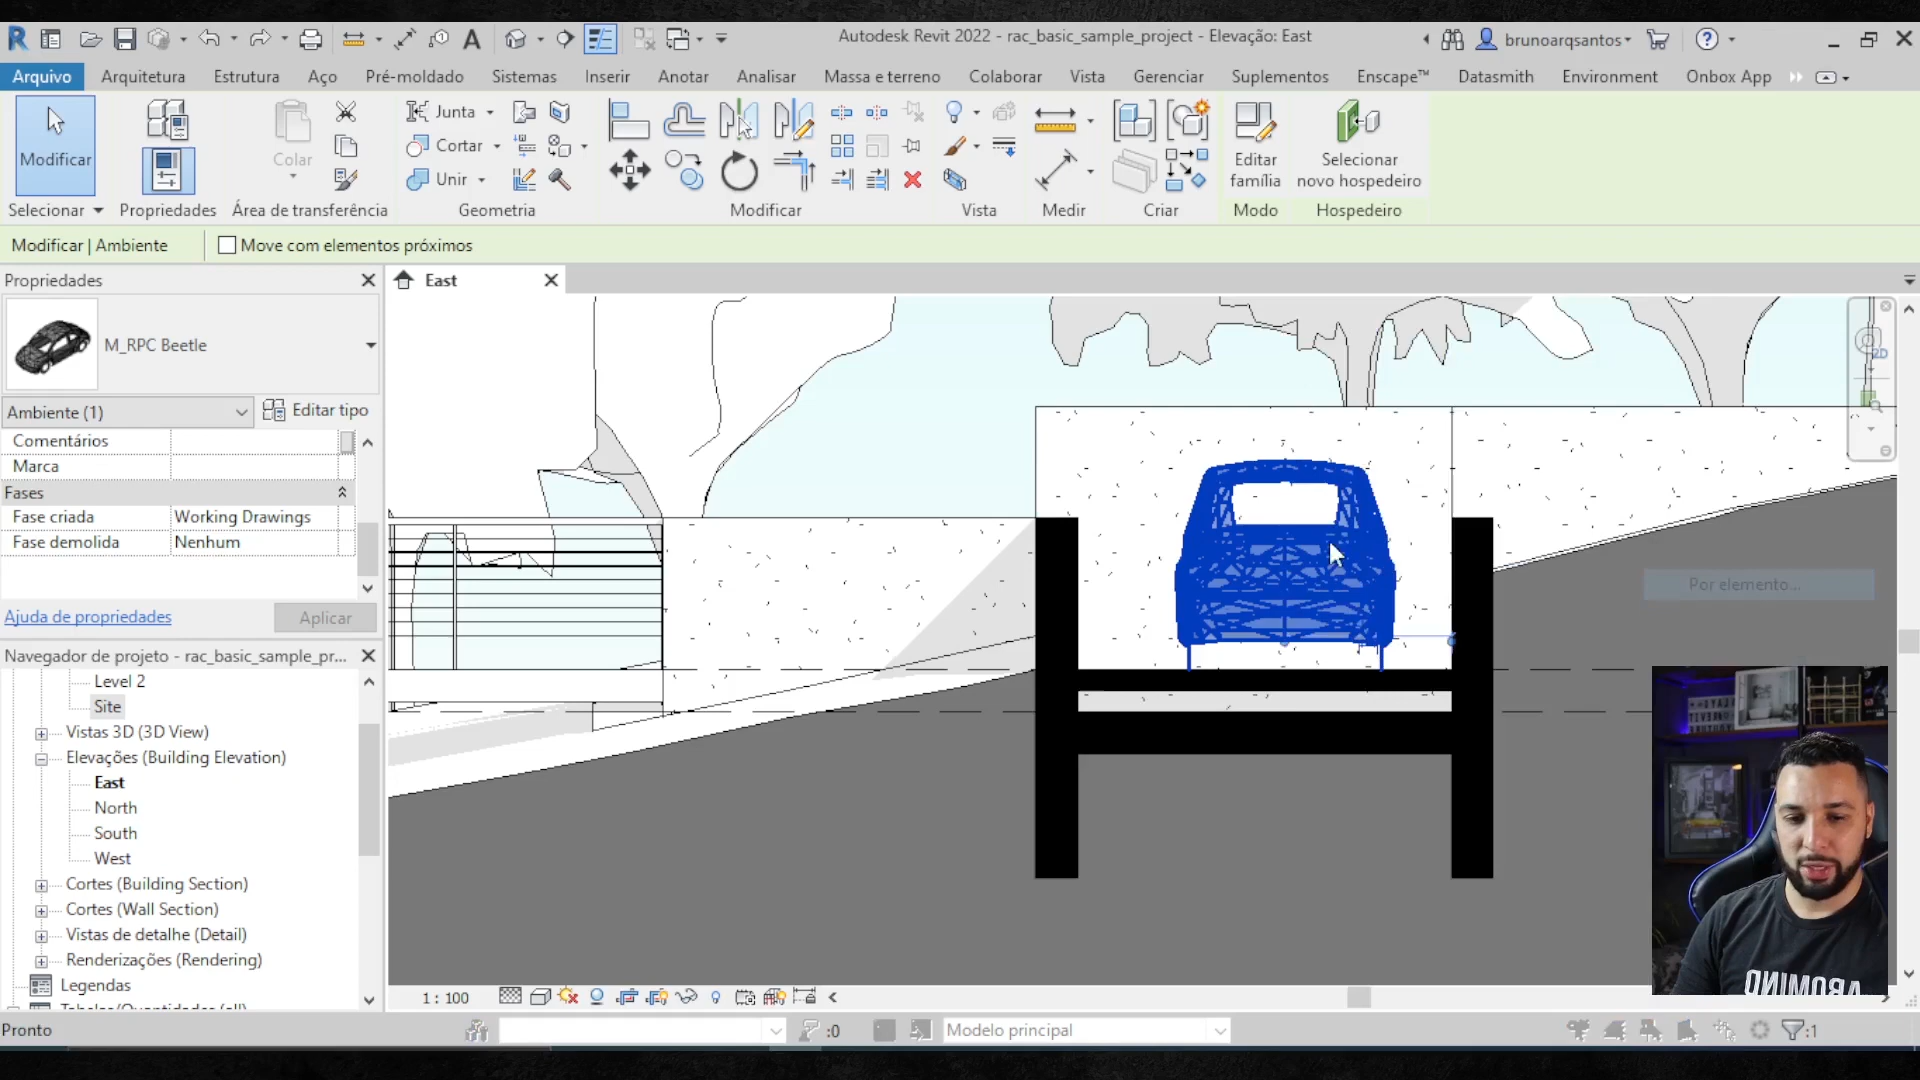 Autodesk Revit 2022 - rac_basic_sample_project - Elevação: East
brunoarqsantos
Arquivo Arquitetura Estrutura Aço Pré-moldado Sistemas Inserir Anotar Analisar Massa e terreno Colaborar Vista Gerenciar Suplementos Enscape™ Datasmith Environment Onbox App
Modificar
Colar
Junta
Cortar
Unir
Editar
família
Selecionar
novo hospedeiro
Selecionar Propriedades Área de transferência Geometria Modificar Vista Medir Criar Modo Hospedeiro
Modificar | Ambiente Move com elementos próximos
Propriedades
East
M_RPC Beetle
Ambiente (1) Editar tipo
Comentários
Marca
Fases
Fase criada Working Drawings
Fase demolida Nenhum
Ajuda de propriedades Aplicar
Navegador de projeto - rac_basic_sample_pr...
Level 2
Site
Vistas 3D (3D View)
Elevações (Building Elevation)
East
North
South
West
Cortes (Building Section)
Cortes (Wall Section)
Vistas de detalhe (Detail)
Renderizações (Rendering)
Legendas
Por elemento...
2D
1 : 100
Pronto
:0
Modelo principal
:1